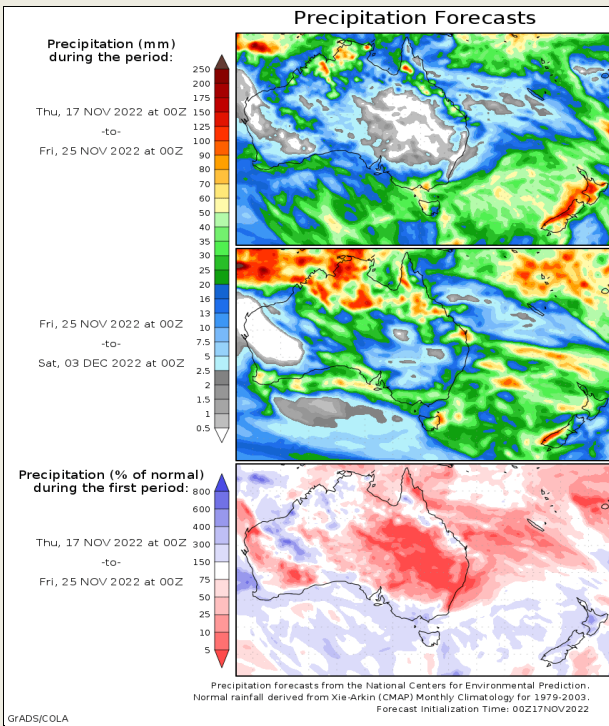 Precipitation Forecasts
Precipitation (mm)
during the period:
Thu, 17 NOV 2022 at 00Z
-to-
Fri, 25 NOV 2022 at 00Z
250
200
175
150
125
100
90
80
70
60
50
40
35
30
25
20
16
13
10
7.5
5
2.5
2
1.5
1
0.5
Fri, 25 NOV 2022 at 00Z
-to-
Sat, 03 DEC 2022 at 00Z
Precipitation (% of normal)
during the first period:
Thu, 17 NOV 2022 at 00Z
-to-
Fri, 25 NOV 2022 at 00Z
800
600
400
300
150
75
50
25
10
5
Precipitation forecasts from the National Centers for Environmental Prediction.
Normal rainfall derived from Xie-Arkin (CMAP) Monthly Climatology for 1979-2003.
Forecast Initialization Time: 00Z17NOV2022
GrADS/COLA